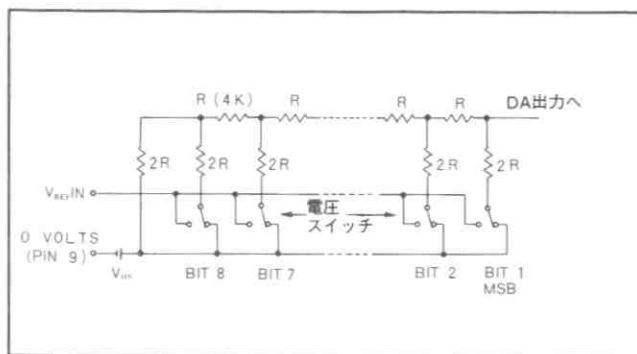 R (4K) R R R DA出力へ
2R 2R 2R 2R 2R
VREF IN
電圧
スイッチ
0 VOLTS
(PIN 9)
BIT 8 BIT 7 BIT 2 BIT 1
MSB